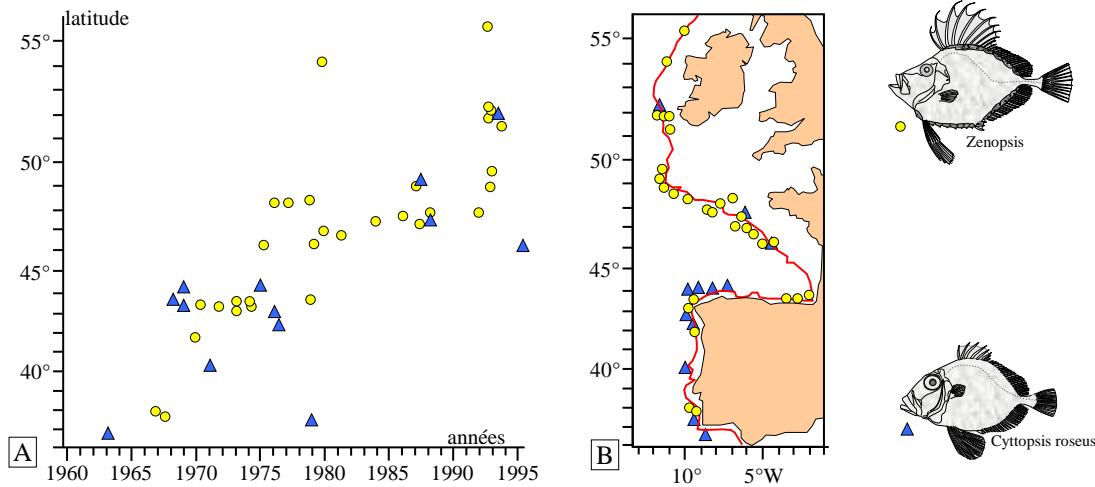 latitude
55°
50°
45°
40°
A
années
1960 1965 1970 1975 1980 1985 1990 1995
55°
50°
45°
40°
B
10° 5°W
Zenopsis
Cyttopsis roseus